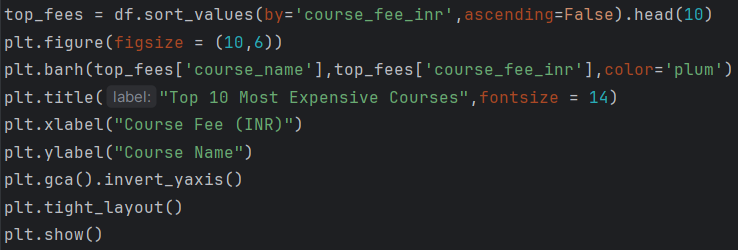 top_fees = df.sort_values(by='course_fee_inr',ascending=False).head(10)
plt.figure(figsize = (10,6))
plt.barh(top_fees['course_name'],top_fees['course_fee_inr'],color='plum')
plt.title( label: "Top 10 Most Expensive Courses",fontsize = 14)
plt.xlabel("Course Fee (INR)")
plt.ylabel("Course Name")
plt.gca().invert_yaxis()
plt.tight_layout()
plt.show()